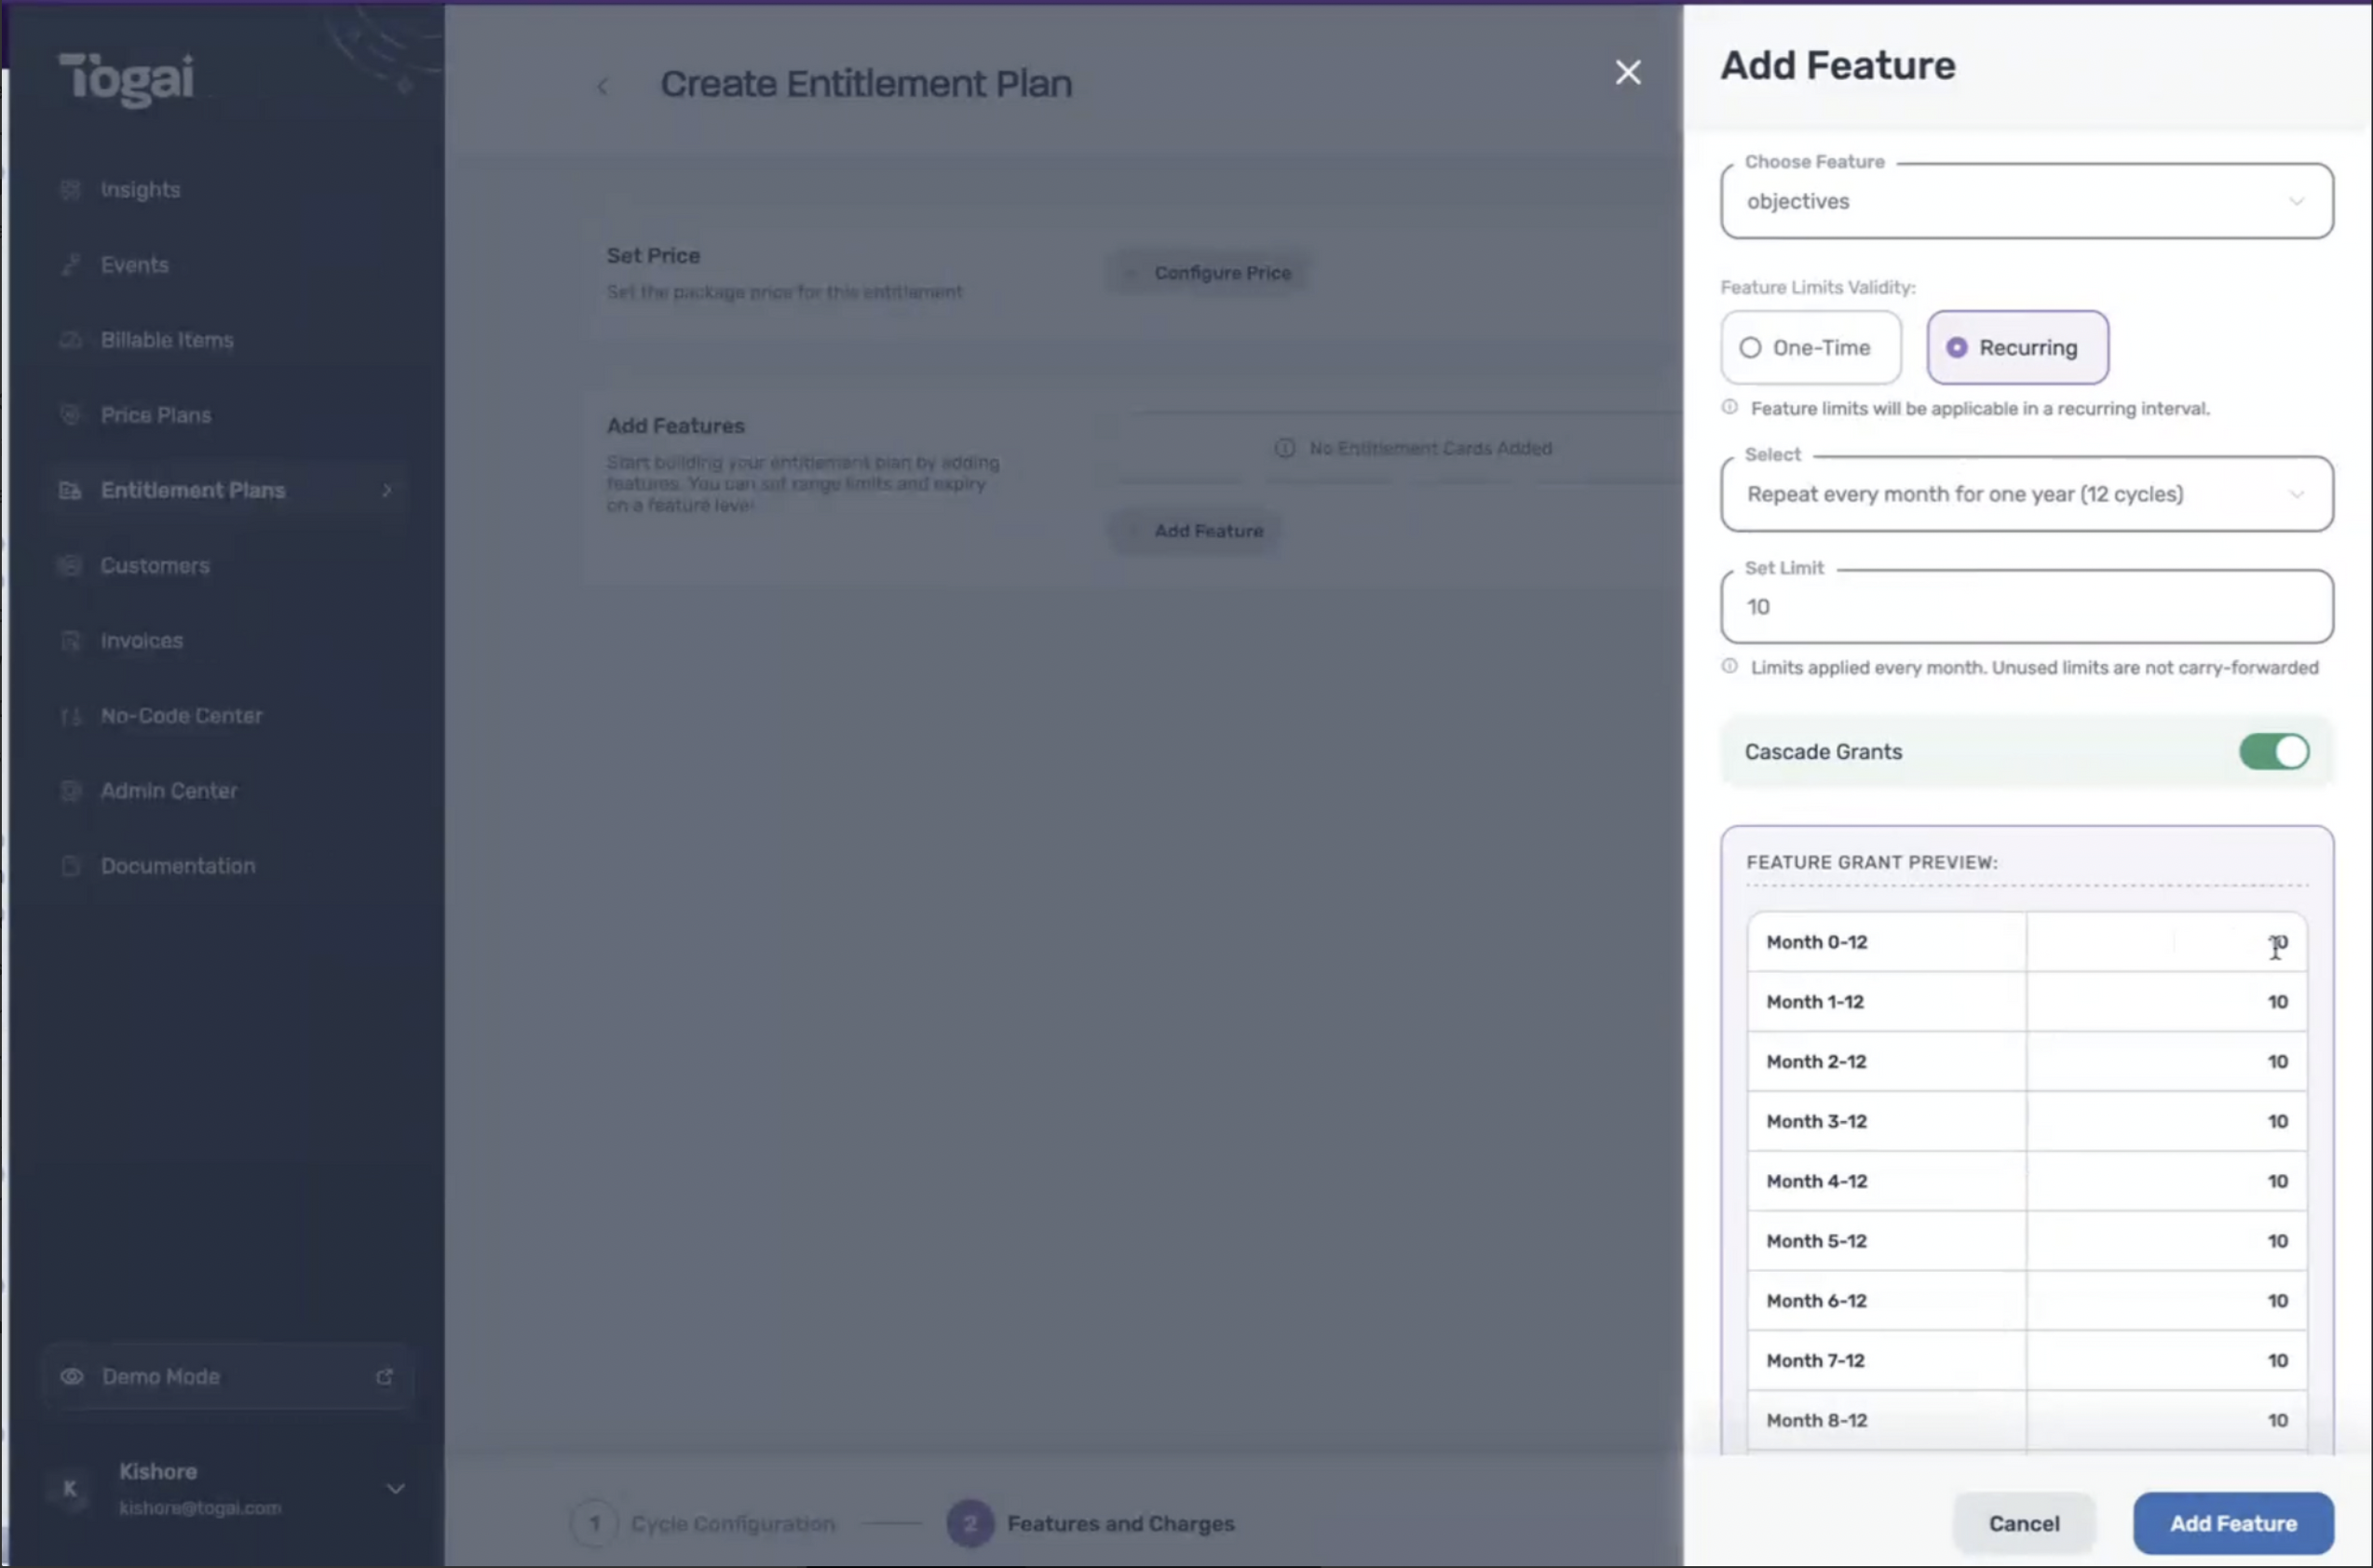 Togai
Insights
Events
Billable Items
Price Plans
Entitlement Plans
Customers
Invoices
No-Code Center
Admin Center
Documentation
Demo Mode
K
Kishore
kishore@togai.com
Create Entitlement Plan
Set Price
Set the package price for this entitlement
Configure Price
Add Features
Start building your entitlement plan by adding
features. You can set range limits and expiry
on a feature level
No Entitlement Cards Added
Add Feature
1 Cycle Configuration
2 Features and Charges
Add Feature
Choose Feature
objectives
Feature Limits Validity:
One-Time
Recurring
Feature limits will be applicable in a recurring interval.
Select
Repeat every month for one year (12 cycles)
Set Limit
10
Limits applied every month. Unused limits are not carry-forwarded
Cascade Grants
FEATURE GRANT PREVIEW:
Month 0-12 10
Month 1-12 10
Month 2-12 10
Month 3-12 10
Month 4-12 10
Month 5-12 10
Month 6-12 10
Month 7-12 10
Month 8-12 10
Cancel
Add Feature